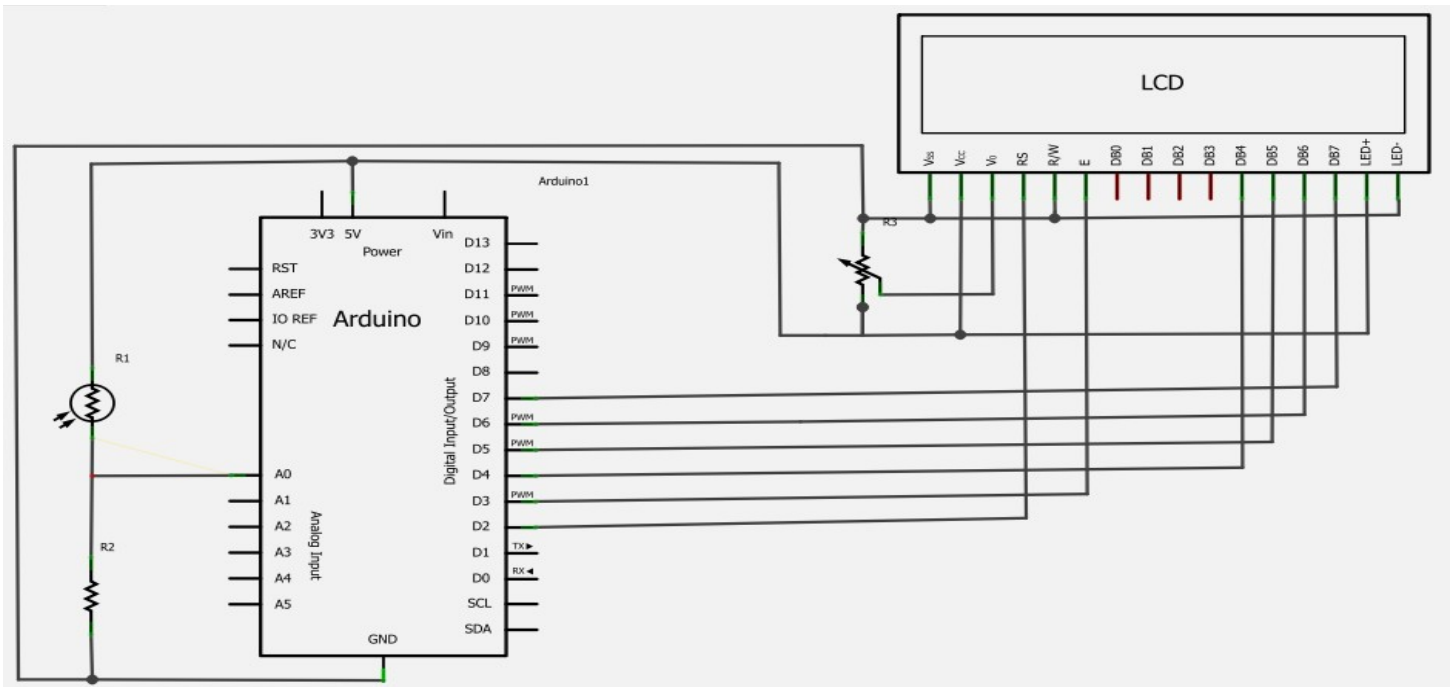 LCD
Vss
Vcc
V0
RS
R/W
E
DB0
DB1
DB2
DB3
DB4
DB5
DB6
DB7
LED+
LED-
R3
Arduino1
3V3 5V Vin
Power
Arduino
RST
AREF
IO REF
N/C
A0
A1
A2
A3
A4
A5
Analog Input
D13
D12
D11 PWM
D10 PWM
D9 PWM
D8
D7
D6 PWM
D5 PWM
D4
D3 PWM
D2
D1 TX
D0 RX
SCL
SDA
Digital Input/Output
GND
R1
R2